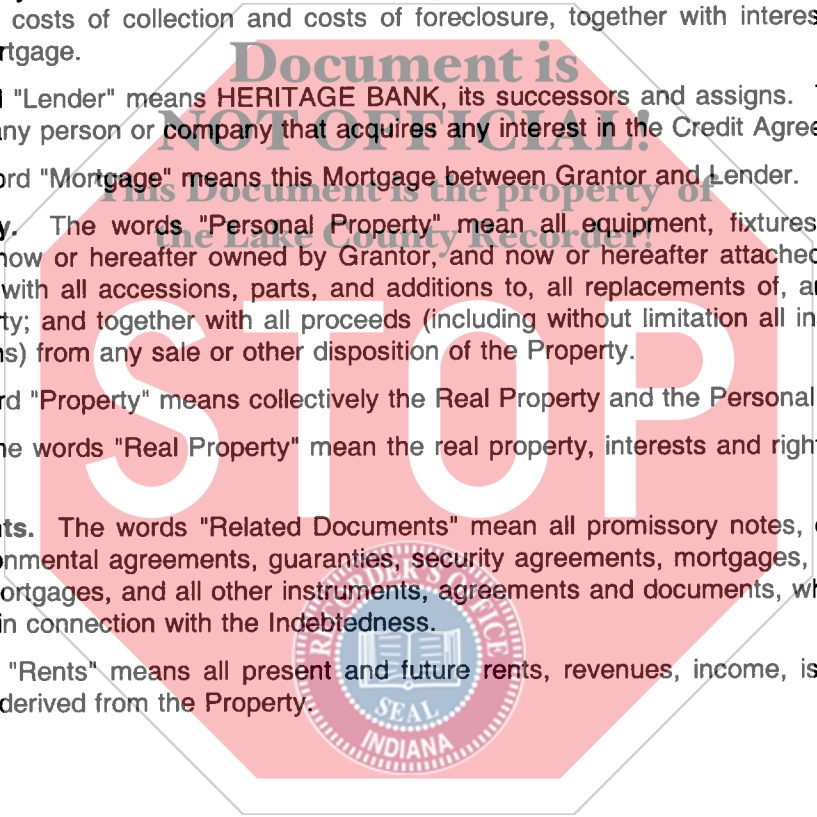 costs of collection and costs of foreclosure, together with interes
rtgage.
Document is
"Lender" means HERITAGE BANK, its successors and assigns.
any person or company that acquires any interest in the Credit Agree
NOT OFFICIAL!
ord "Mortgage" means this Mortgage between Grantor and Lender.
This Document is the property of
y. The words "Personal Property" mean all equipment, fixtures
the Lake County Recorder!
now or hereafter owned by Grantor, and now or hereafter attached
with all accessions, parts, and additions to, all replacements of, a
ty; and together with all proceeds (including without limitation all in
ns) from any sale or other disposition of the Property.
STOP
rd "Property" means collectively the Real Property and the Personal
he words "Real Property" mean the real property, interests and right
ts. The words "Related Documents" mean all promissory notes,
onmental agreements, guaranties, security agreements, mortgages,
ortgages, and all other instruments, agreements and documents, wh
in connection with the Indebtedness.
RECORDER'S OFFICE
"Rents" means all present and future rents, revenues, income, is
derived from the Property.
SEAL
INDIANA